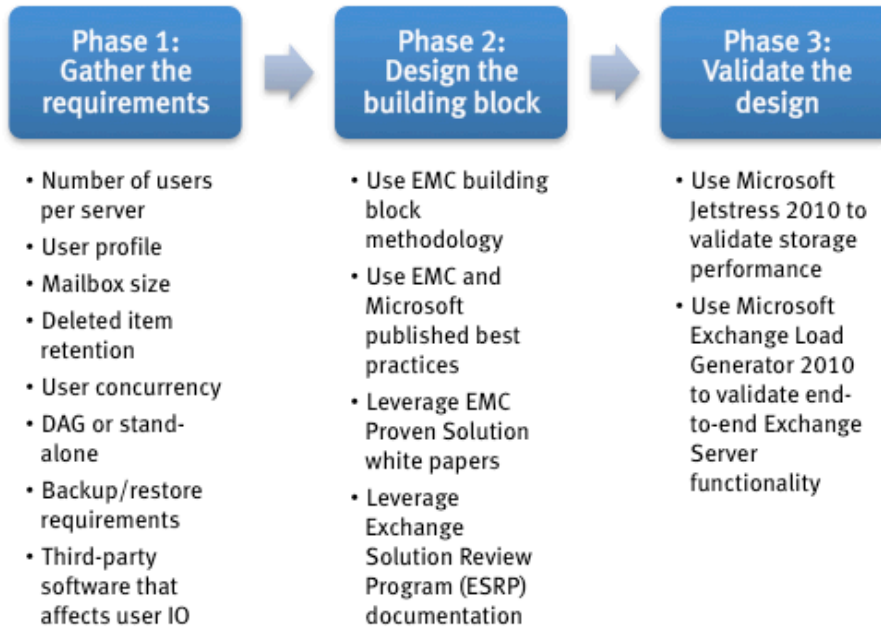 Phase 1:
Gather the
requirements
• Number of users
per server
• User profile
• Mailbox size
• Deleted item
retention
• User concurrency
• DAG or stand-
alone
• Backup/restore
requirements
• Third-party
software that
affects user IO
Phase 2:
Design the
building block
• Use EMC building
block
methodology
• Use EMC and
Microsoft
published best
practices
• Leverage EMC
Proven Solution
white papers
• Leverage
Exchange
Solution Review
Program (ESRP)
documentation
Phase 3:
Validate the
design
• Use Microsoft
Jetstress 2010 to
validate storage
performance
• Use Microsoft
Exchange Load
Generator 2010
to validate end-
to-end Exchange
Server
functionality